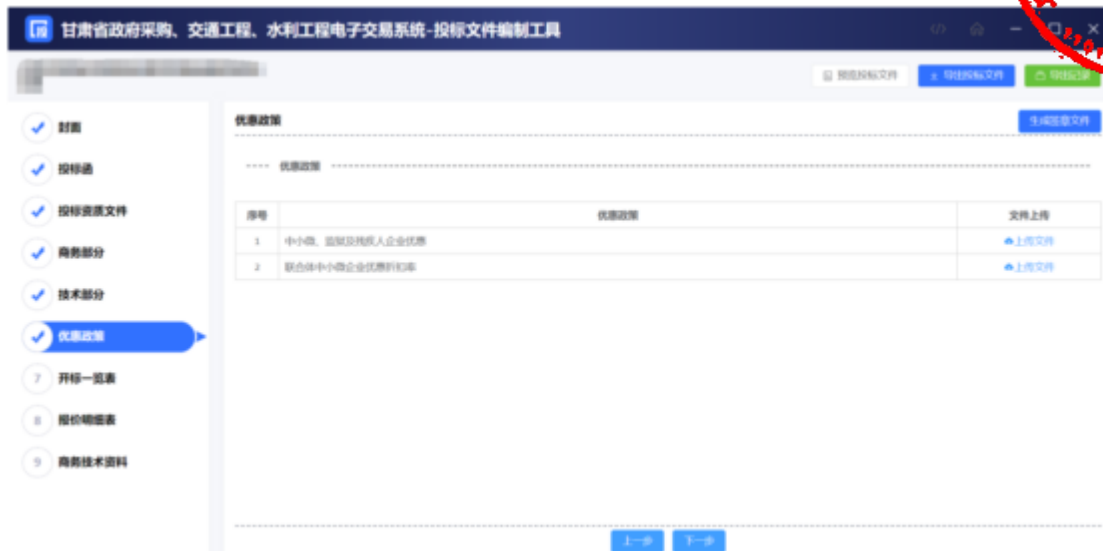 甘肃省政府采购、交通工程、水利工程电子交易系统-投标文件编制工具
预览投标文件 导出投标文件 导出记录
封面
投标函
投标资质文件
商务部分
技术部分
优惠政策
7 开标一览表
8 报价明细表
9 商务技术资料
优惠政策 生成签章文件
优惠政策
序号 优惠政策 文件上传
1 中小微、监狱及残疾人企业优惠 上传文件
2 联合体中小微企业优惠折扣率 上传文件
上一步 下一步